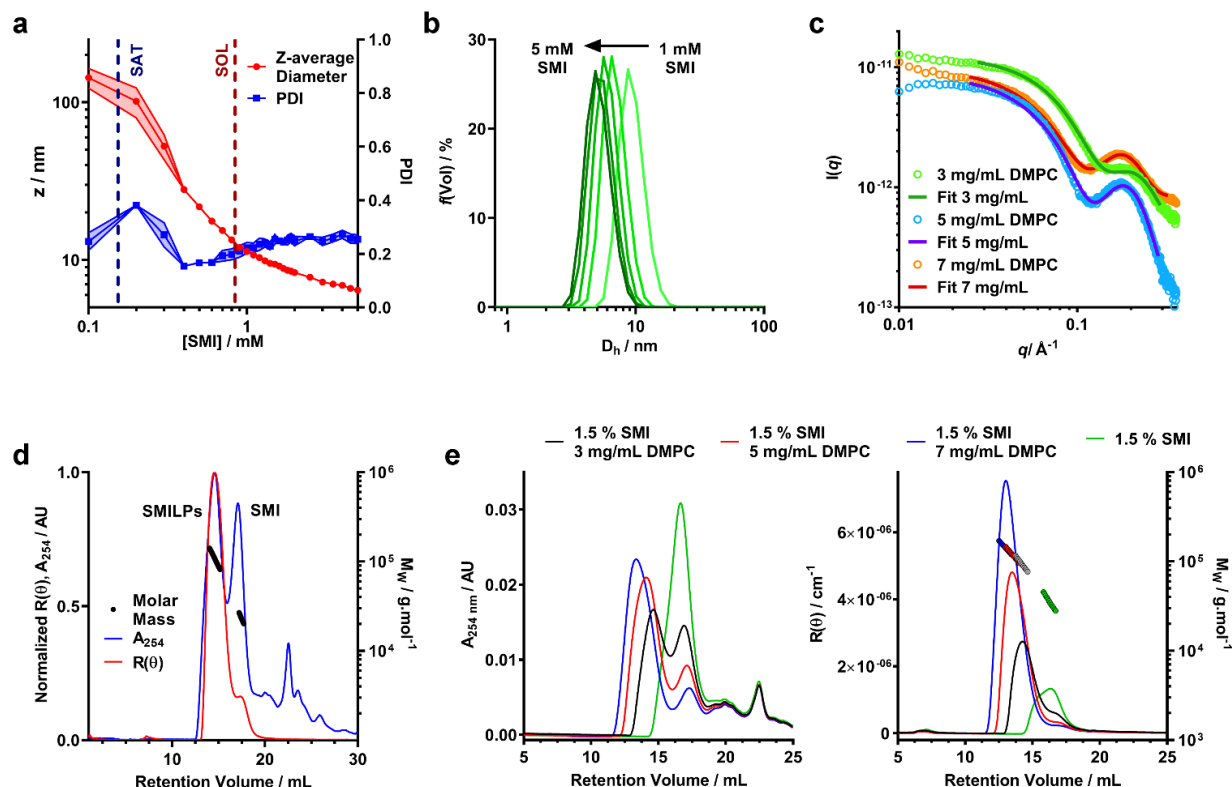 a
100
10
z / nm
0.1
1
[SMI] / mM
1.0
0.8
0.6
0.4
0.2
0.0
PDI
SAT
SOL
Z-average
Diameter
PDI
b
30
20
10
0
f(Vol) / %
5 mM
SMI
1 mM
SMI
1
10
100
Dₕ / nm
c
10⁻¹¹
10⁻¹²
10⁻¹³
I(q)
3 mg/mL DMPC
Fit 3 mg/mL
5 mg/mL DMPC
Fit 5 mg/mL
7 mg/mL DMPC
Fit 7 mg/mL
0.01
0.1
q/ Å⁻¹
d
1.0
0.5
0.0
Normalized R(θ), A₂₅₄ / AU
SMILPs
SMI
Molar
Mass
A₂₅₄
R(θ)
10
20
30
Retention Volume / mL
10⁶
10⁵
10⁴
10³
M_W / g.mol⁻¹
e
1.5 % SMI
3 mg/mL DMPC
1.5 % SMI
5 mg/mL DMPC
1.5 % SMI
7 mg/mL DMPC
1.5 % SMI
0.03
0.02
0.01
0.00
A₂₅₄ ₙₘ / AU
5
10
15
20
25
Retention Volume / mL
6×10⁻⁰⁶
4×10⁻⁰⁶
2×10⁻⁰⁶
0
R(θ) / cm⁻¹
5
10
15
20
25
Retention Volume / mL
10⁶
10⁵
10⁴
10³
M_W / g.mol⁻¹